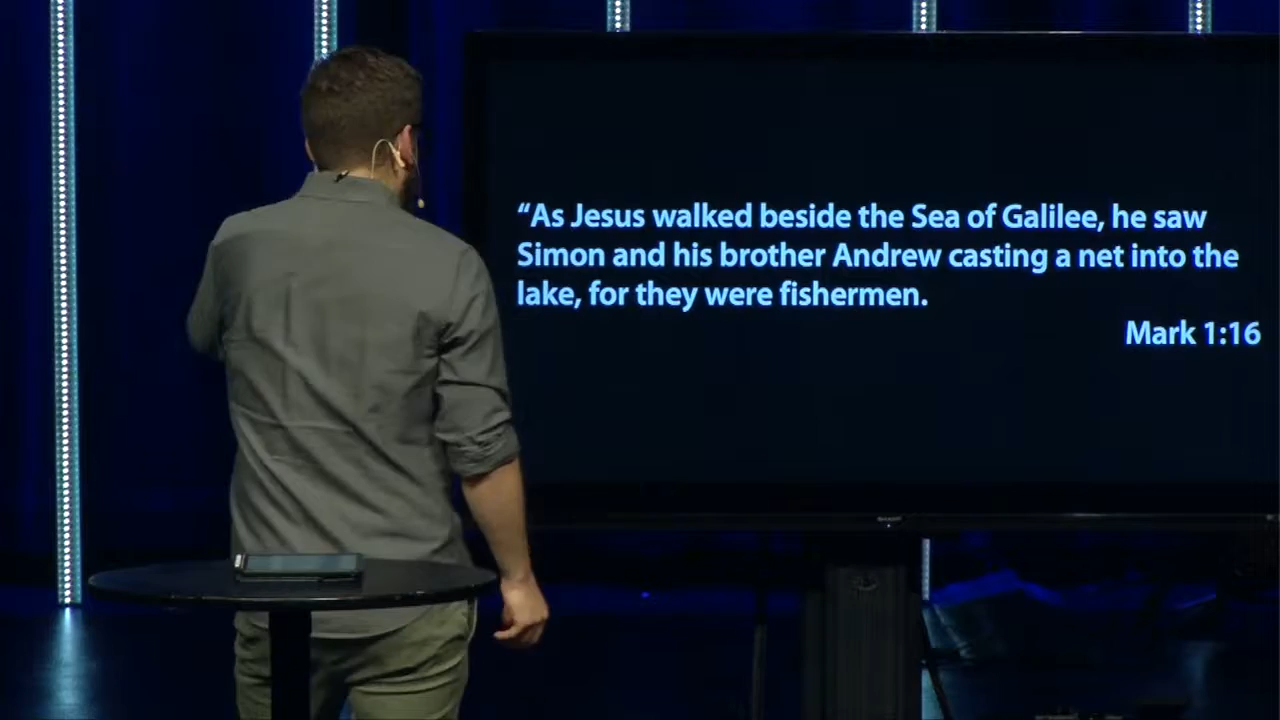 “As Jesus walked beside the Sea of Galilee, he saw
Simon and his brother Andrew casting a net into the
lake, for they were fishermen.
Mark 1:16